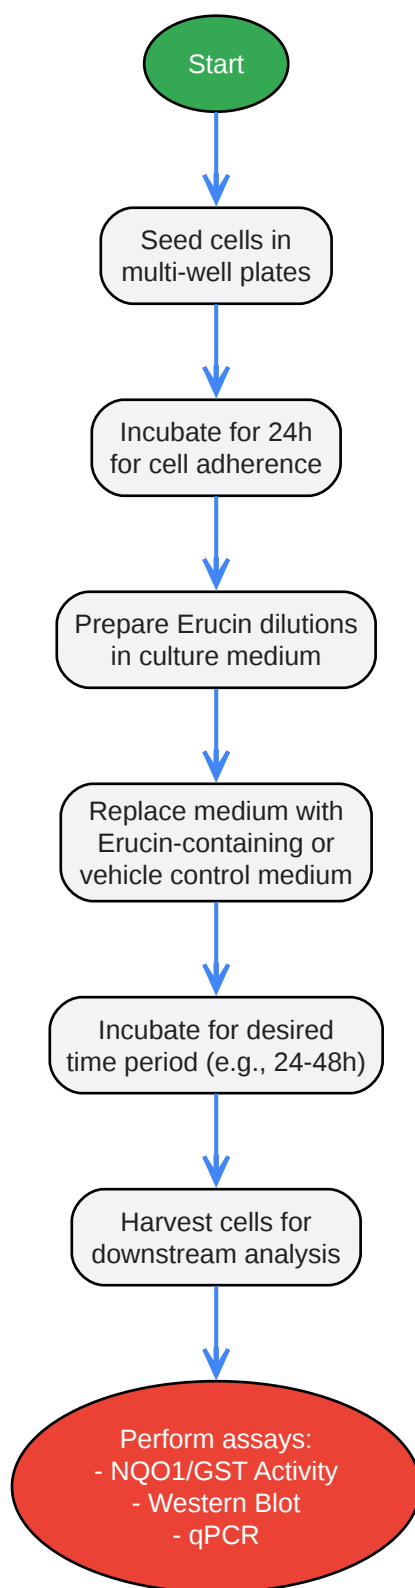 Start
Seed cells in
multi-well plates
Incubate for 24h
for cell adherence
Prepare Erucin dilutions
in culture medium
Replace medium with
Erucin-containing or
vehicle control medium
Incubate for desired
time period (e.g., 24-48h)
Harvest cells for
downstream analysis
Perform assays:
- NQO1/GST Activity
- Western Blot
- qPCR